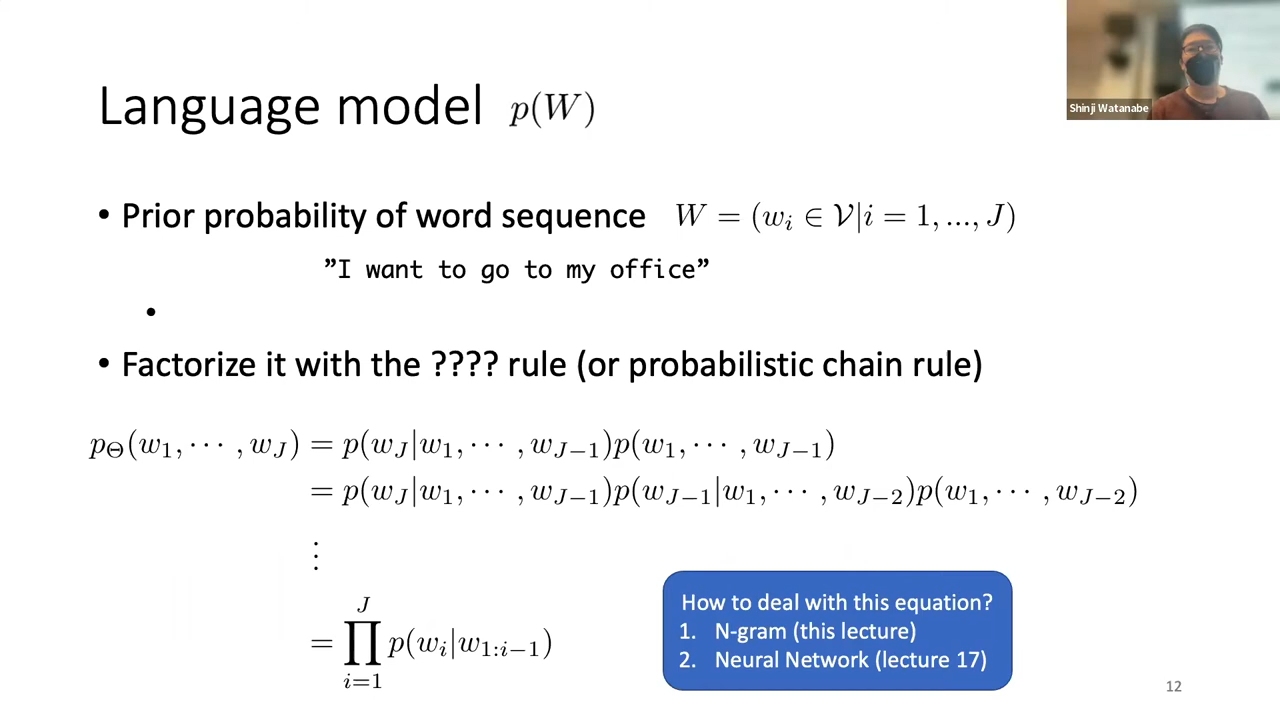 Language model p(W)
Shinji Watanabe
• Prior probability of word sequence W = (w_i ∈ 𝒱|i = 1, ..., J)
”I want to go to my office”
•
• Factorize it with the ???? rule (or probabilistic chain rule)
p_Θ(w_1, ⋯ , w_J) = p(w_J|w_1, ⋯ , w_{J−1})p(w_1, ⋯ , w_{J−1})
= p(w_J|w_1, ⋯ , w_{J−1})p(w_{J−1}|w_1, ⋯ , w_{J−2})p(w_1, ⋯ , w_{J−2})
⋮
= ∏_{i=1}^{J} p(w_i|w_{1:i−1})
How to deal with this equation?
1. N-gram (this lecture)
2. Neural Network (lecture 17)
12